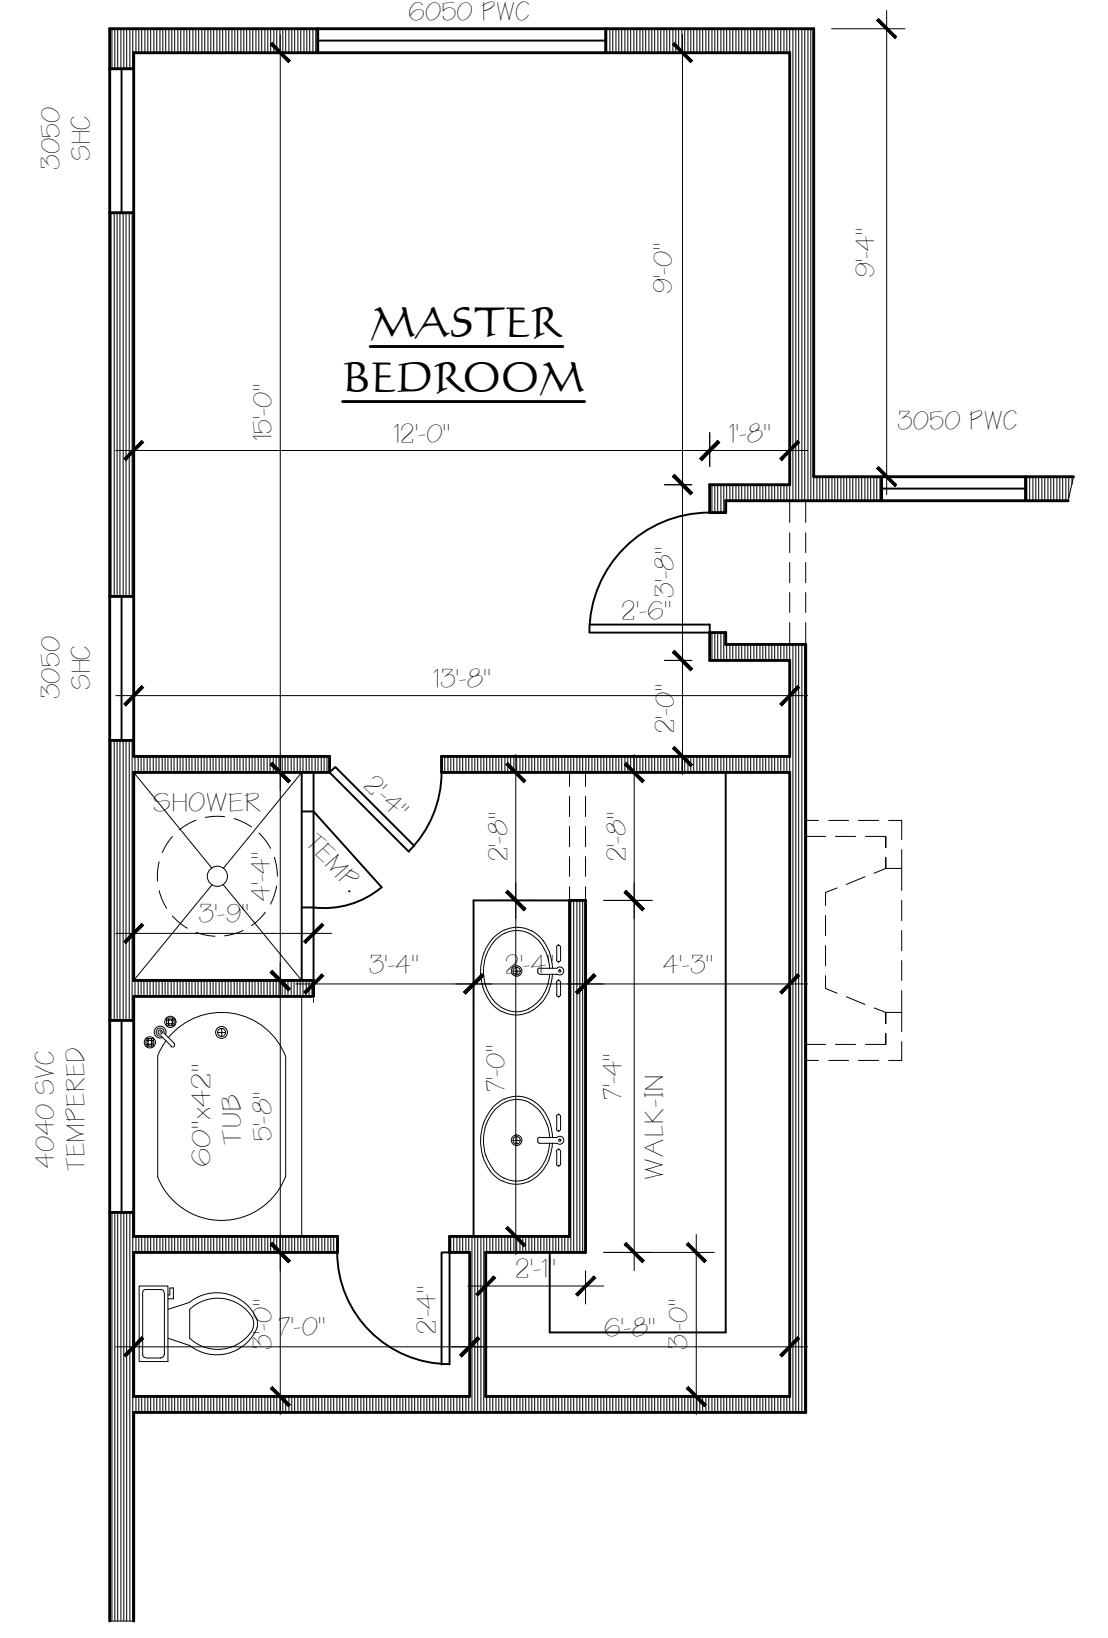 6050 PWC
3050
SHC
9'-0"
9'-4"
MASTER
BEDROOM
15'-0"
12'-0"
1'-8"
3050 PWC
3'-8"
2'-6"
3050
SHC
13'-8"
2'-0"
2'-4"
SHOWER
TEMP.
4'-4"
3'-9"
2'-8"
2'-8"
3'-4"
2'-4"
4'-3"
4040 SVC
TEMPERED
60"x42"
TUB
5'-8"
7'-0"
7'-4"
WALK-IN
2'-1"
2'-4"
3'-0"
7'-0"
6'-8"
3'-0"